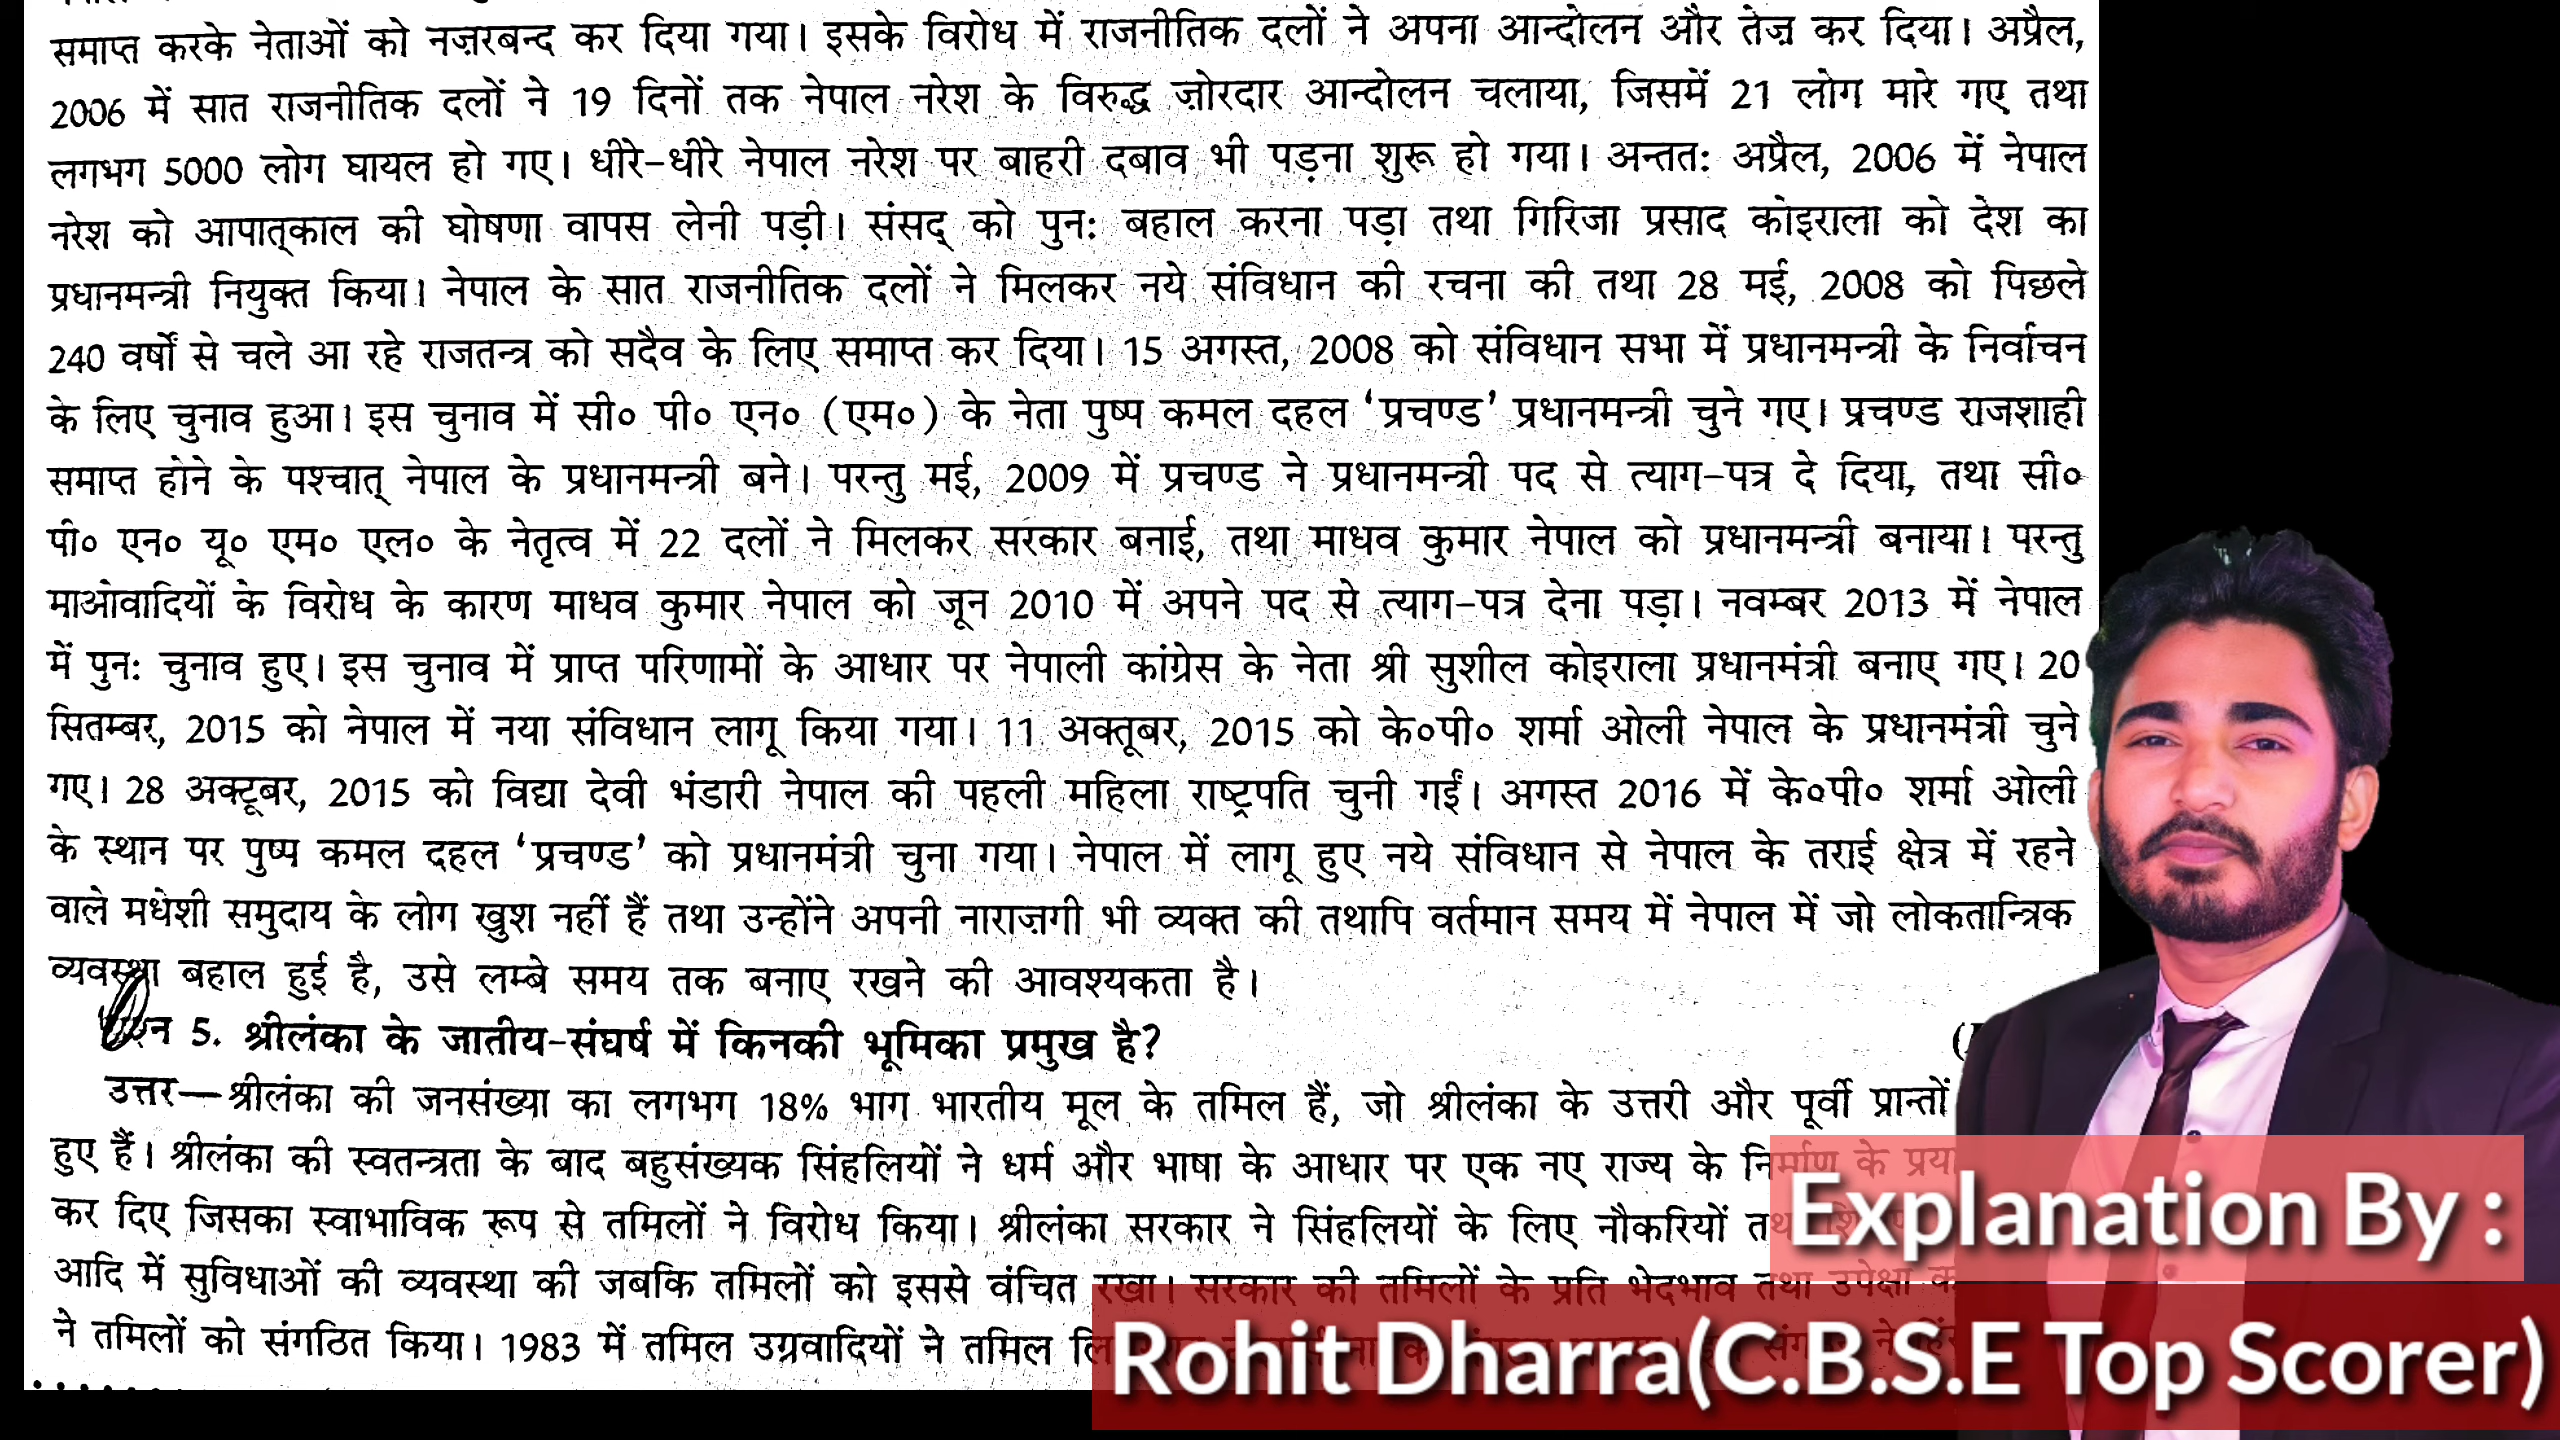 समाप्त करके नेताओं को नज़रबन्द कर दिया गया। इसके विरोध में राजनीतिक दलों ने अपना आन्दोलन और तेज़ कर दिया। अप्रैल,
2006 में सात राजनीतिक दलों ने 19 दिनों तक नेपाल नरेश के विरुद्ध ज़ोरदार आन्दोलन चलाया, जिसमें 21 लोग मारे गए तथा
लगभग 5000 लोग घायल हो गए। धीरे-धीरे नेपाल नरेश पर बाहरी दबाव भी पड़ना शुरू हो गया। अन्ततः अप्रैल, 2006 में नेपाल
नरेश को आपात्काल की घोषणा वापस लेनी पड़ी। संसद् को पुनः बहाल करना पड़ा तथा गिरिजा प्रसाद कोइराला को देश का
प्रधानमन्त्री नियुक्त किया। नेपाल के सात राजनीतिक दलों ने मिलकर नये संविधान की रचना की तथा 28 मई, 2008 को पिछले
240 वर्षों से चले आ रहे राजतन्त्र को सदैव के लिए समाप्त कर दिया। 15 अगस्त, 2008 को संविधान सभा में प्रधानमन्त्री के निर्वाचन
के लिए चुनाव हुआ। इस चुनाव में सी० पी० एन० (एम०) के नेता पुष्प कमल दहल ‘प्रचण्ड’ प्रधानमन्त्री चुने गए। प्रचण्ड राजशाही
समाप्त होने के पश्चात् नेपाल के प्रधानमन्त्री बने। परन्तु मई, 2009 में प्रचण्ड ने प्रधानमन्त्री पद से त्याग-पत्र दे दिया, तथा सी०
पी० एन० यू० एम० एल० के नेतृत्व में 22 दलों ने मिलकर सरकार बनाई, तथा माधव कुमार नेपाल को प्रधानमन्त्री बनाया। परन्तु
माओवादियों के विरोध के कारण माधव कुमार नेपाल को जून 2010 में अपने पद से त्याग-पत्र देना पड़ा। नवम्बर 2013 में नेपाल
में पुनः चुनाव हुए। इस चुनाव में प्राप्त परिणामों के आधार पर नेपाली कांग्रेस के नेता श्री सुशील कोइराला प्रधानमंत्री बनाए गए। 20
सितम्बर, 2015 को नेपाल में नया संविधान लागू किया गया। 11 अक्तूबर, 2015 को के०पी० शर्मा ओली नेपाल के प्रधानमंत्री चुने
गए। 28 अक्टूबर, 2015 को विद्या देवी भंडारी नेपाल की पहली महिला राष्ट्रपति चुनी गईं। अगस्त 2016 में के०पी० शर्मा ओली
के स्थान पर पुष्प कमल दहल ‘प्रचण्ड’ को प्रधानमंत्री चुना गया। नेपाल में लागू हुए नये संविधान से नेपाल के तराई क्षेत्र में रहने
वाले मधेशी समुदाय के लोग खुश नहीं हैं तथा उन्होंने अपनी नाराज़गी भी व्यक्त की तथापि वर्तमान समय में नेपाल में जो लोकतान्त्रिक
व्यवस्था बहाल हुई है, उसे लम्बे समय तक बनाए रखने की आवश्यकता है।
5. श्रीलंका के जातीय-संघर्ष में किनकी भूमिका प्रमुख है?
उत्तर—श्रीलंका की जनसंख्या का लगभग 18% भाग भारतीय मूल के तमिल हैं, जो श्रीलंका के उत्तरी और पूर्वी प्रान्तों
हुए हैं। श्रीलंका की स्वतन्त्रता के बाद बहुसंख्यक सिंहलियों ने धर्म और भाषा के आधार पर एक नए राज्य के निर्माण के
कर दिए जिसका स्वाभाविक रूप से तमिलों ने विरोध किया। श्रीलंका सरकार ने सिंहलियों के लिए नौकरियों
आदि में सुविधाओं की व्यवस्था की जबकि तमिलों को इससे वंचित रखा। सरकार की तमिलों के प्रति भेदभाव तथा उपेक्षा
ने तमिलों को संगठित किया। 1983 में तमिल उग्रवादियों ने तमिल
Explanation By :
Rohit Dharra(C.B.S.E Top Scorer)